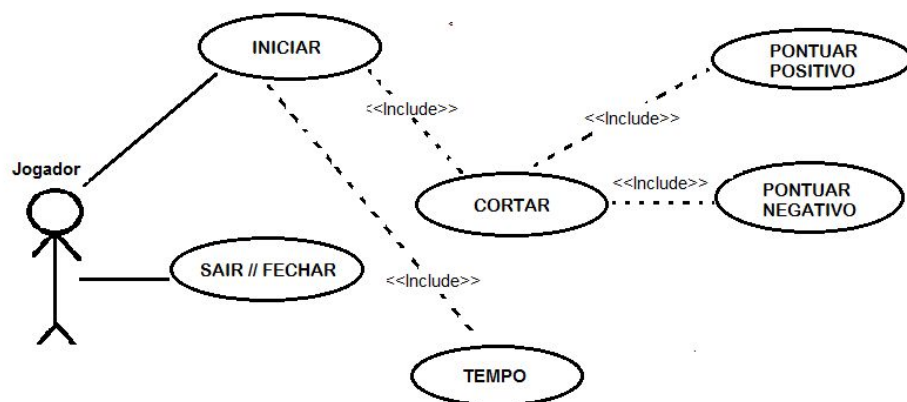 INICIAR
PONTUAR
POSITIVO
<<Include>>
<<Include>>
Jogador
<<Include>>
CORTAR
PONTUAR
NEGATIVO
SAIR // FECHAR
<<Include>>
TEMPO